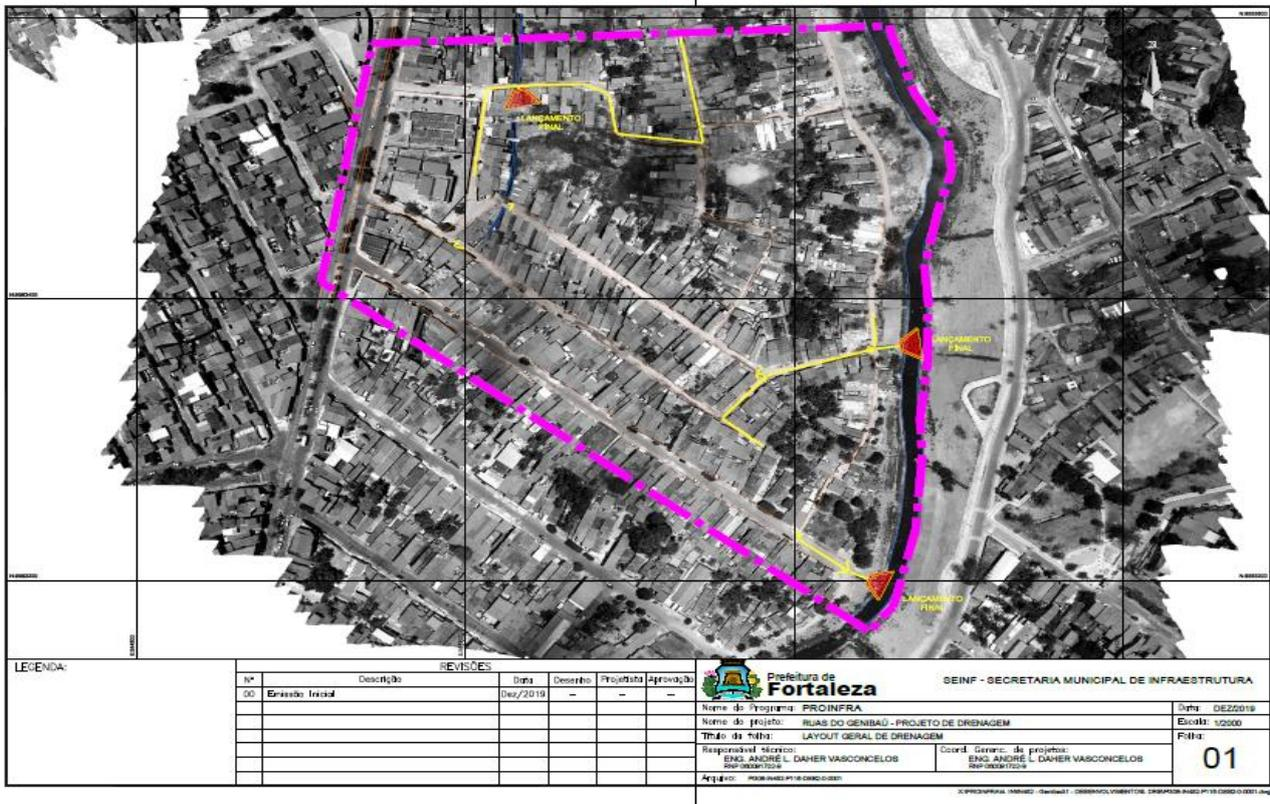 LANÇAMENTO
FINAL
LANÇAMENTO
FINAL
LANÇAMENTO
FINAL
LEGENDA:
REVISÕES
Nº Descrição Data Desenho Projetista Aprovação
00 Emissão Inicial Dez/2019 – – –
Prefeitura de
Fortaleza
SEINF - SECRETARIA MUNICIPAL DE INFRAESTRUTURA
Nome do Programa: PROINFRA
Data: DEZ/2019
Nome do projeto: RUAS DO GENIBAÚ - PROJETO DE DRENAGEM
Escala: 1/2000
Título da folha: LAYOUT GERAL DE DRENAGEM
Folha:
01
Responsável técnico:
ENG. ANDRÉ L. DAHER VASCONCELOS
Coord. Gerenc. de projetos:
ENG. ANDRÉ L. DAHER VASCONCELOS
Arquivo: